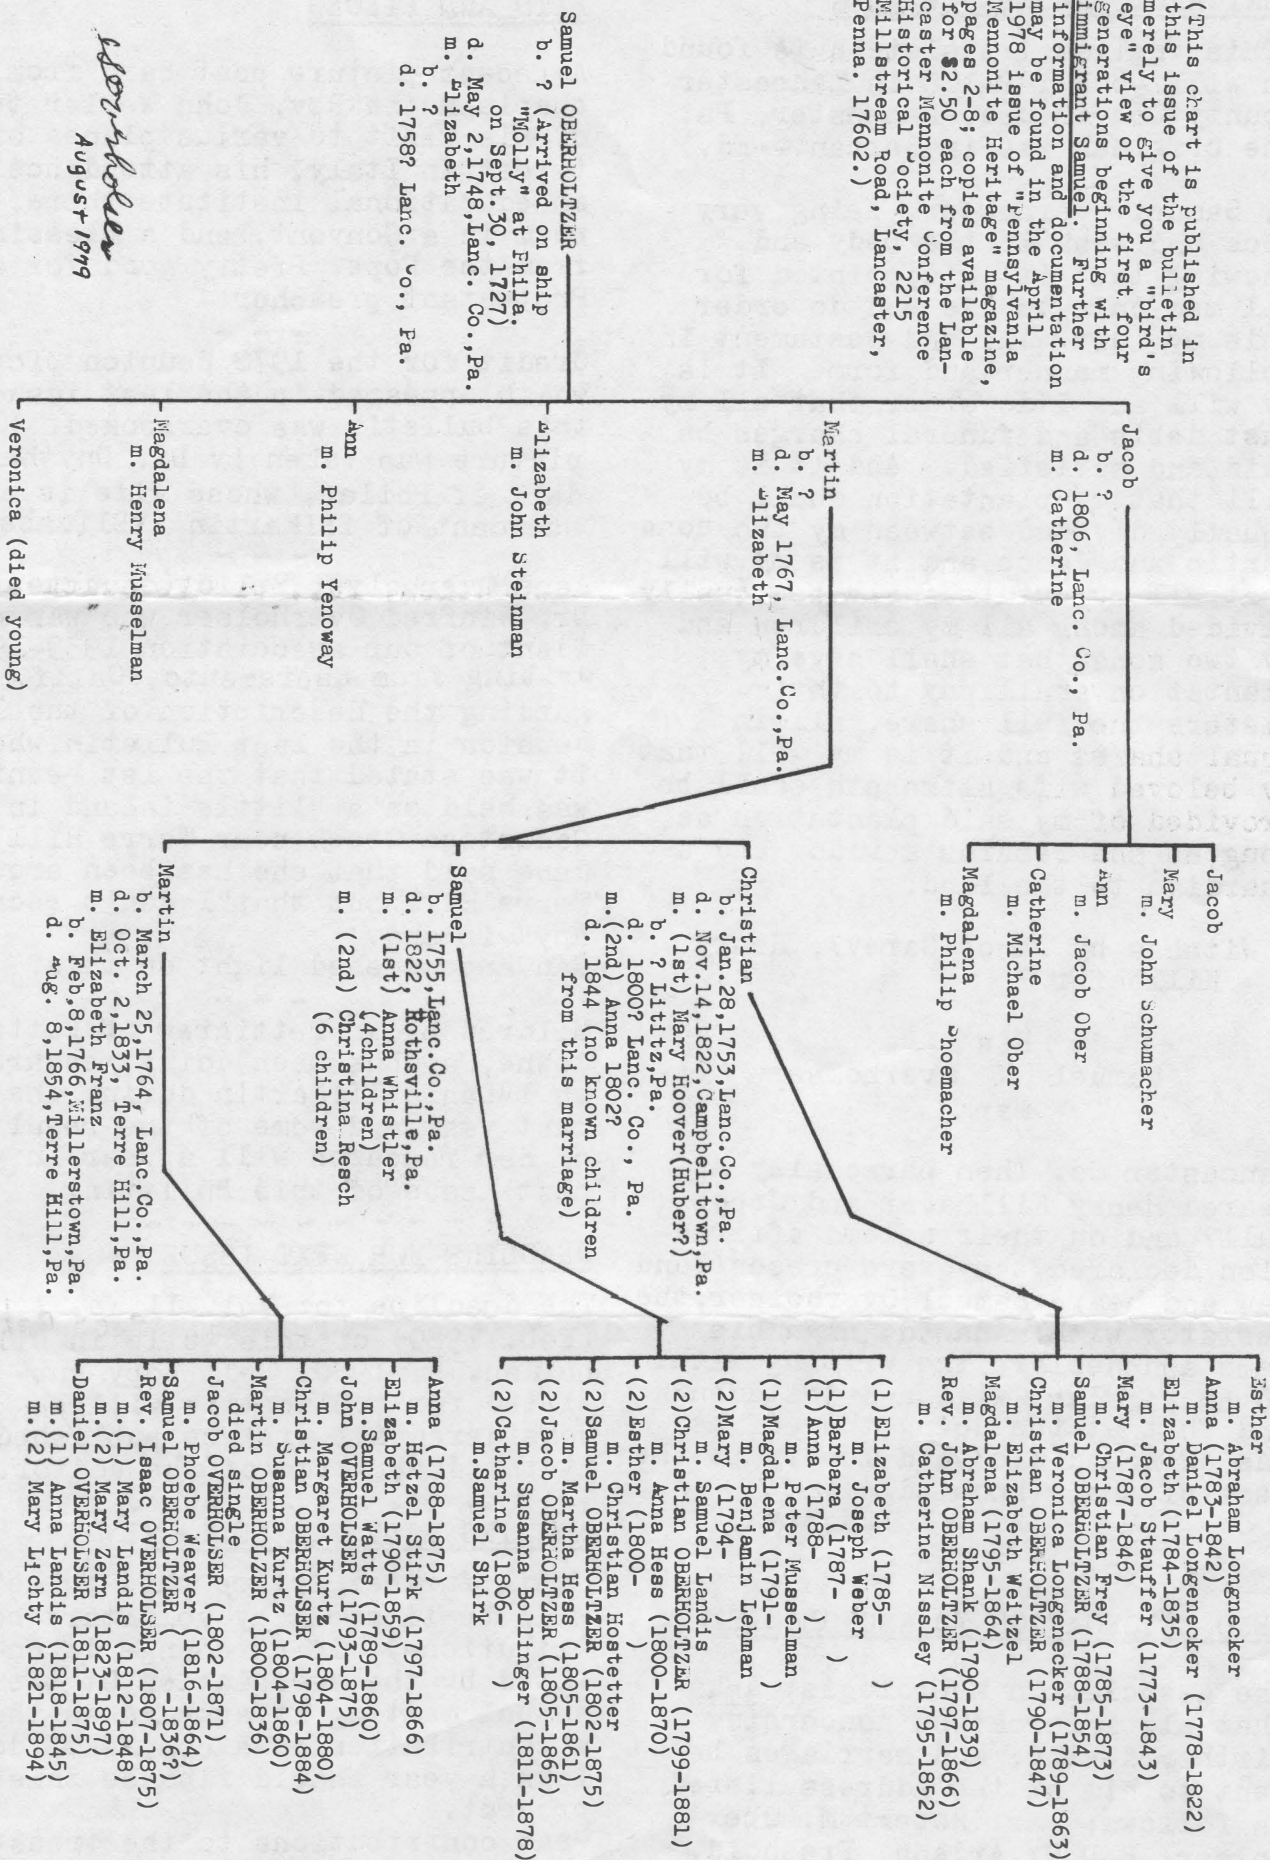 (This chart is published in
this issue of the bulletin
merely to give you a "bird's
eye" view of the first four
generations beginning with
immigrant Samuel. Further
information and documentation
may be found in the April
1978 issue of "Pennsylvania
Mennonite Heritage" magazine,
pages 2-8; copies available
for $2.50 each from the Lan-
caster Mennonite Conference
Historical Society, 2215
Millstream Road, Lancaster,
Penna. 17602.)
Samuel OBERHOLTZER
b. ? (Arrived on ship
"Molly" at Phila.
on Sept.30, 1727)
d. May 2,1748,Lanc. Co.,Pa.
m. Elizabeth
b. ?
d. 1758? Lanc. Co., Pa.
August 1979
Jacob
b. ?
d. 1806, Lanc. Co., Pa.
m. Catherine
Martin
b. ?
d. May 1767, Lanc.Co.,Pa.
m. Elizabeth
Elizabeth
m. John Steinman
Ann
m Philip Yenoway
Magdalena
m. Henry Musselman
Veronica (died young)
Jacob
Mary
m. John Schumacher
Ann
m. Jacob Ober
Catherine
m. Michael Ober
Magdalena
m. Philip Shoemacher
Christian
b. Jan.28,1753,Lanc.Co.,Pa.
d. Nov.14,1822,Campbelltown,Pa.
m. (1st) Mary Hoover(Huber?)
b. ? Lititz,Pa.
d. 1800? Lanc. Co., Pa.
m.(2nd) Anna 1802?
d. 1844 (no known children
from this marriage)
Samuel
b. 1755,Lanc.Co.,Pa.
d. 1822, Rothsville,Pa.
m. (1st) Anna Whistler
(4children)
m. (2nd) Christina Resch
(6 children)
Martin
b. March 25,1764, Lanc.Co.,Pa.
d. Oct. 2,1833, Terre Hill,Pa.
m. Elizabeth Franz
b. Feb,8,1766,Millerstown,Pa.
d. Aug. 8,1854,Terre Hill,Pa.
Esther
m. Abraham Longnecker
Anna (1783-1842)
m. Daniel Longenecker (1778-1822)
Elizabeth (1784-1835)
m. Jacob Stauffer (1773-1843)
Mary (1787-1846)
m. Christian Frey (1785-1873)
Samuel OBERHOLTZER (1788-1854)
m. Veronica Longenecker (1789-1863)
Christian OBERHOLTZER (1790-1847)
m Elizabeth Weitzel
Magdalena (1795-1864)
m. Abraham Shank (1790-1839)
Rev. John OBERHOLTZER (1797-1866)
m. Catherine Nissley (1795-1852)
(1)Elizabeth (1785- )
m. Joseph Weber
(1)Barbara (1787- )
(1)Anna (1788- )
m. Peter Musselman
(1)Magdalena (1791- )
m. Benjamin Lehman
(2)Mary (1794- )
m. Samuel Landis
(2)Christian OBERHOLTZER (1799-1881)
m. Anna Hess (1800-1870)
(2)Esther (1800- )
m. Christian Hostetter
(2)Samuel OBERHOLTZER (1802-1875)
m. Martha Hess (1805-1861)
(2)Jacob OBERHOLTZER (1805-1865)
m. Susanna Bollinger (1811-1878)
(2)Catharine (1806- )
m.Samuel Shirk
Anna (1788-1875)
m. Hetzel Stirk (1797-1866)
Elizabeth (1790-1859)
m.Samuel Watts (1789-1860)
John OVERHOLSER (1793-1875)
m. Margaret Kurtz (1804-1880)
Christian OBERHOLSER (1798-1884)
m. Susanna Kurtz (1804-1860)
Martin OBERHOLZER (1800-1836)
died single
Jacob OVERHOLSER (1802-1871)
m. Phoebe Weaver (1816-1864)
Samuel OBERHOLTZER ( -1836?)
Rev. Isaac OVERHOLSER (1807-1875)
m. (1) Mary Landis (1812-1848)
m. (2) Mary Zern (1823-1897)
Daniel OVERHOLSER (1811-1875)
m.(1) Anna Landis (1818-1845)
m.(2) Mary Lichty (1821-1894)